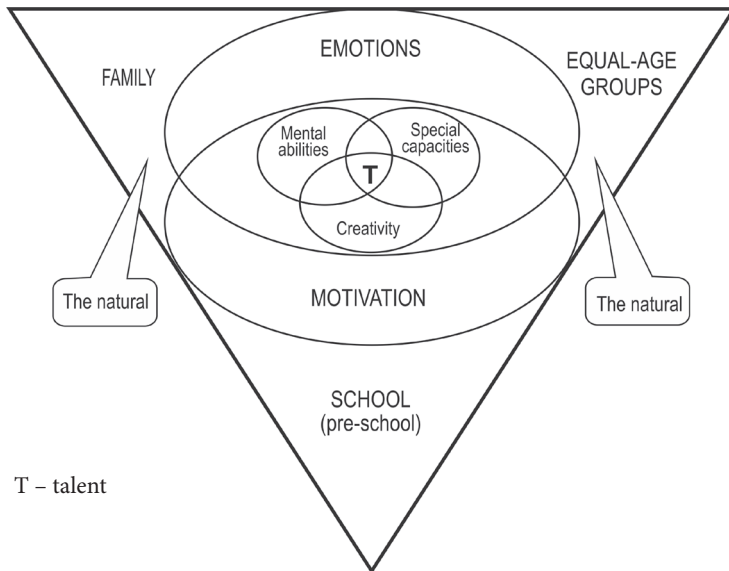 EMOTIONS
FAMILY
EQUAL-AGE
GROUPS
Mental
abilities
Special
capacities
T
Creativity
The natural
MOTIVATION
The natural
SCHOOL
(pre-school)
T – talent